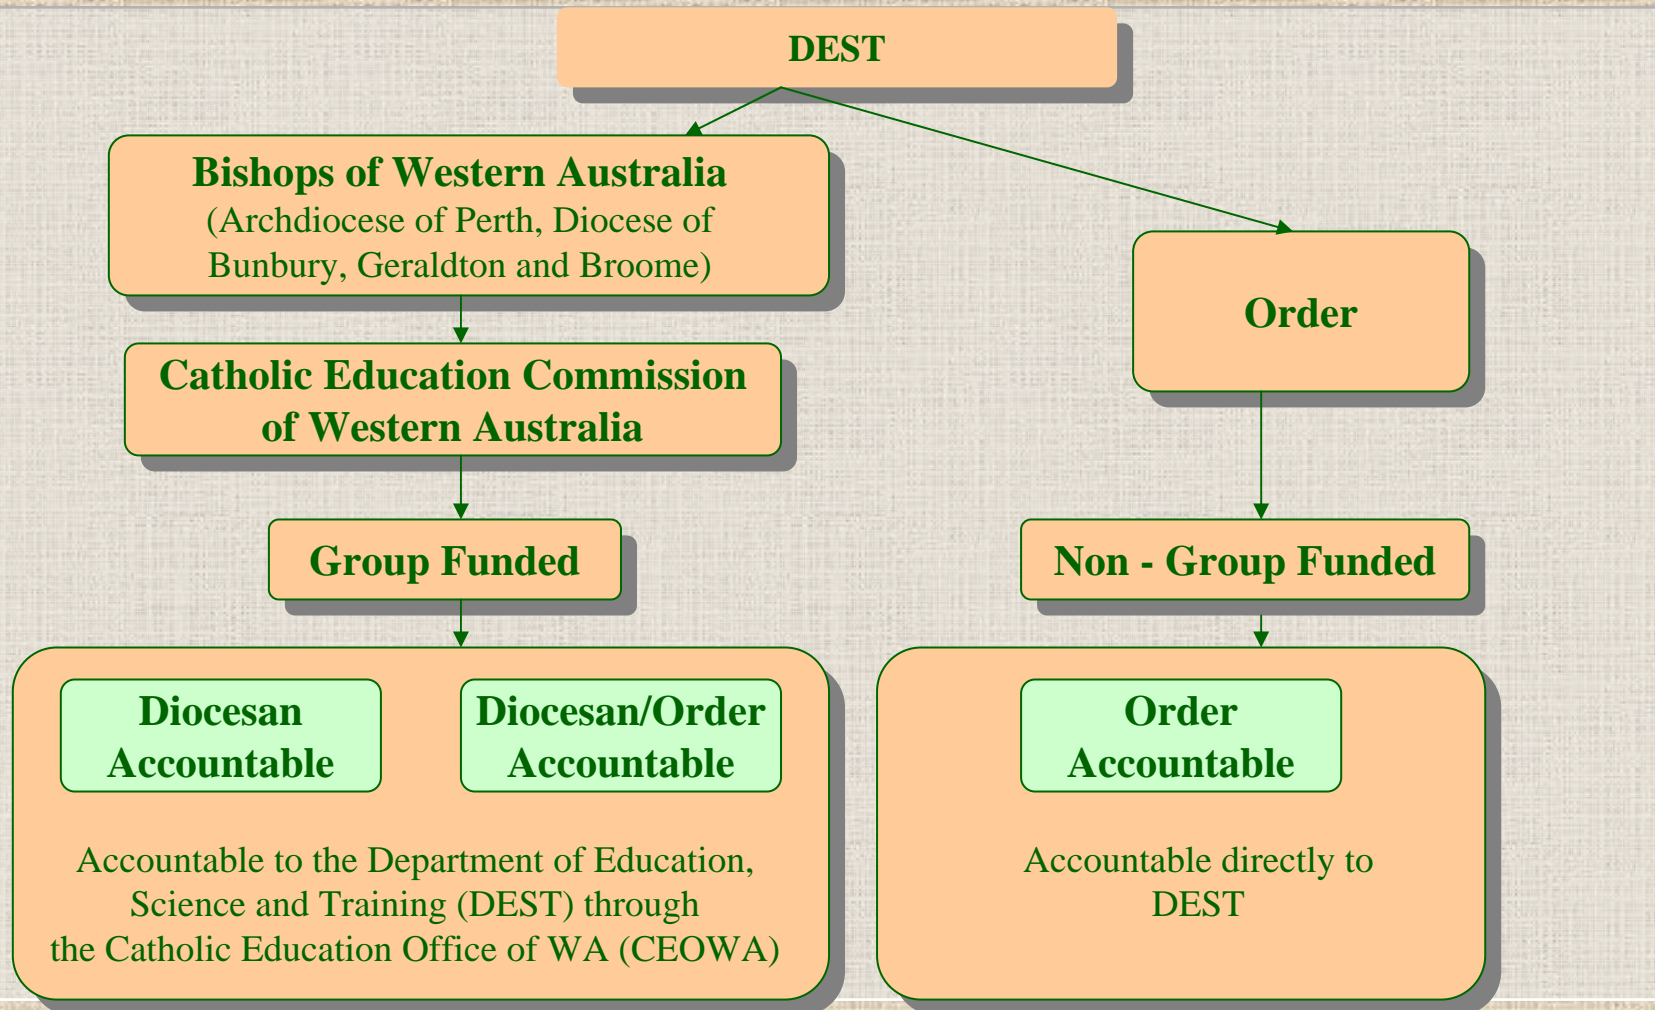 DEST
Bishops of Western Australia
(Archdiocese of Perth, Diocese of
Bunbury, Geraldton and Broome)
Order
Catholic Education Commission
of Western Australia
Group Funded
Non - Group Funded
Diocesan
Accountable
Diocesan/Order
Accountable
Accountable to the Department of Education,
Science and Training (DEST) through
the Catholic Education Office of WA (CEOWA)
Order
Accountable
Accountable directly to
DEST